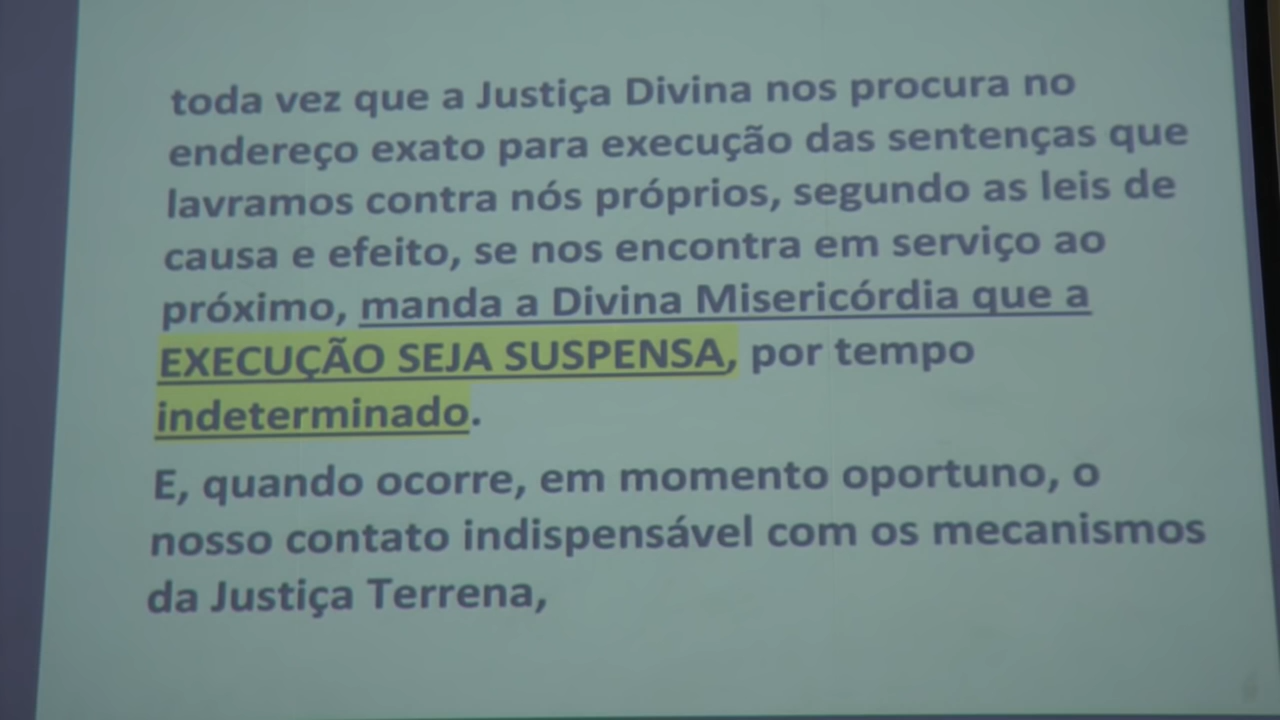 toda vez que a Justiça Divina nos procura no
endereço exato para execução das sentenças que
lavramos contra nós próprios, segundo as leis de
causa e efeito, se nos encontra em serviço ao
próximo, manda a Divina Misericórdia que a
EXECUÇÃO SEJA SUSPENSA, por tempo
indeterminado.
E, quando ocorre, em momento oportuno, o
nosso contato indispensável com os mecanismos
da Justiça Terrena,